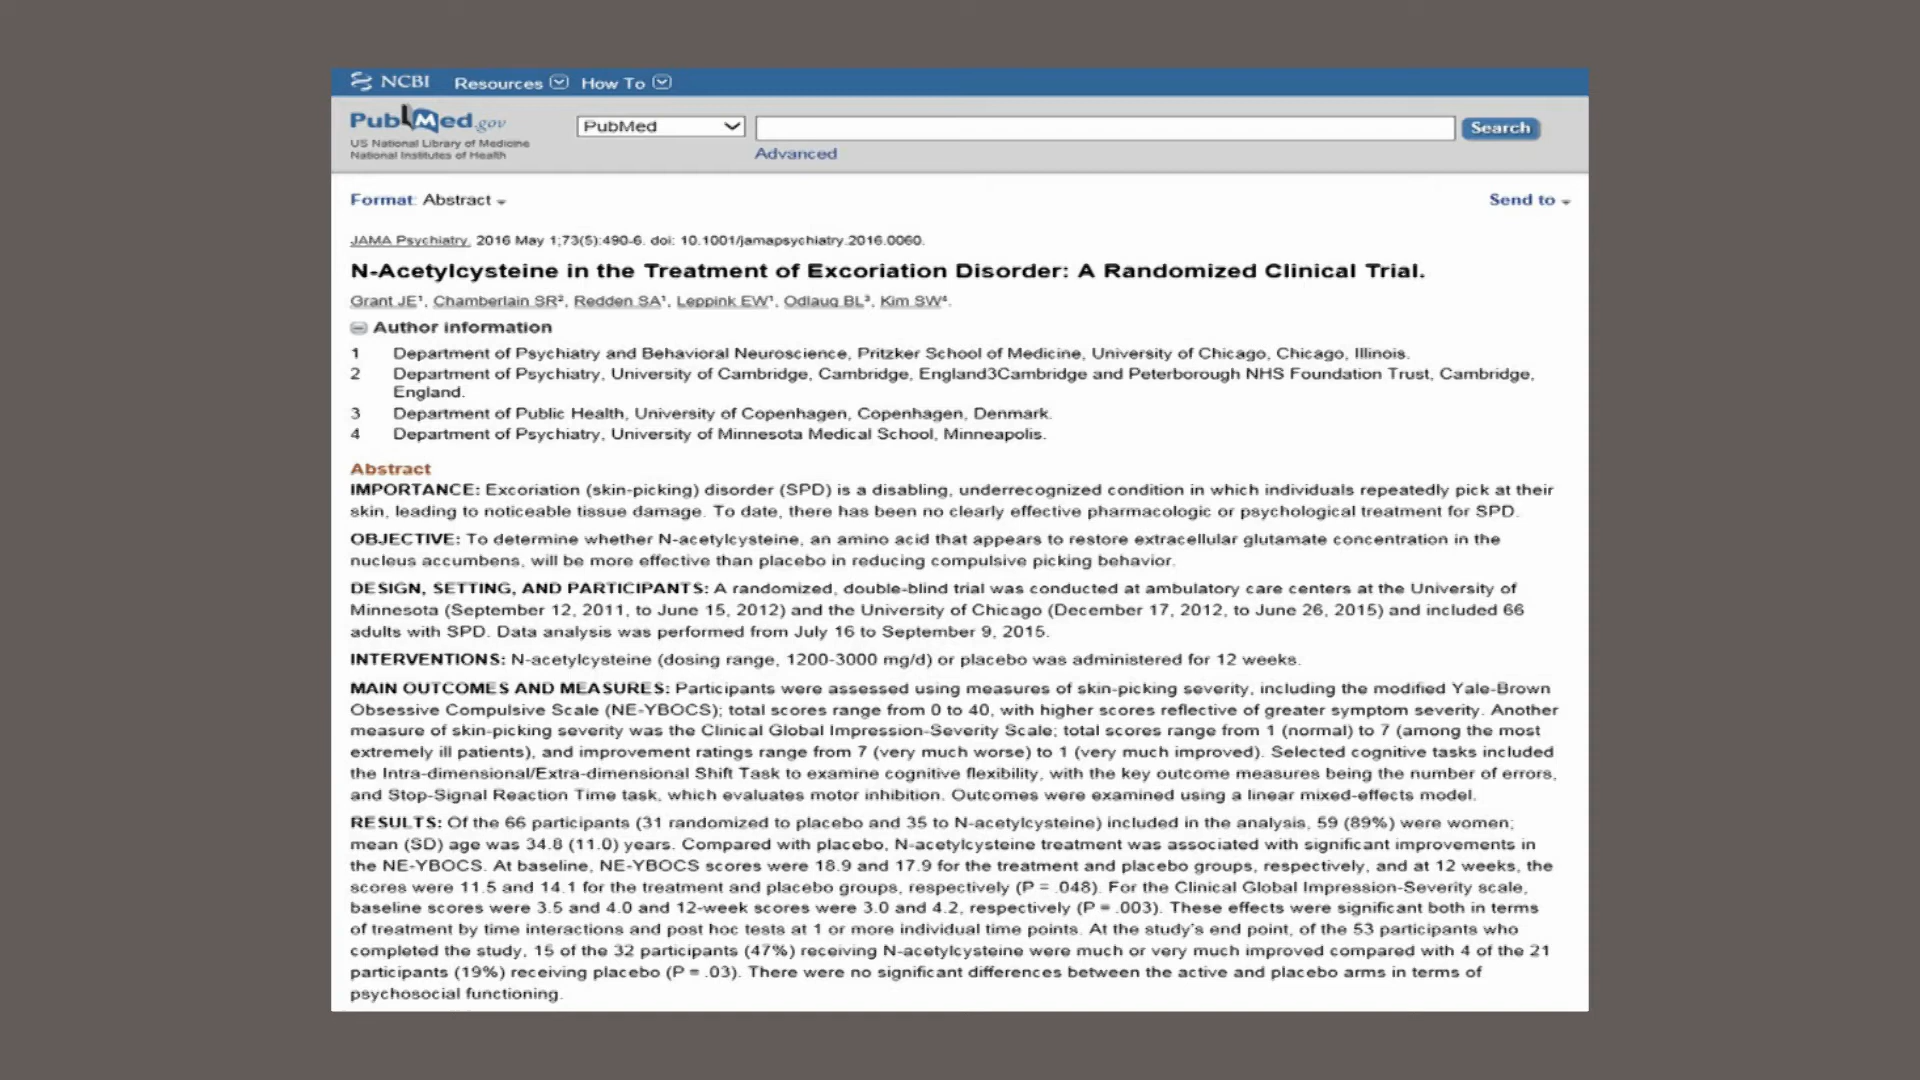 NCBI Resources How To
PubMed.gov
US National Library of Medicine
National Institutes of Health
PubMed
Search
Advanced
Format: Abstract
Send to
JAMA Psychiatry. 2016 May 1;73(5):490-6. doi: 10.1001/jamapsychiatry.2016.0060.
N-Acetylcysteine in the Treatment of Excoriation Disorder: A Randomized Clinical Trial.
Grant JE¹, Chamberlain SR², Redden SA¹, Leppink EW¹, Odlaug BL³, Kim SW⁴.
Author information
1 Department of Psychiatry and Behavioral Neuroscience, Pritzker School of Medicine, University of Chicago, Chicago, Illinois.
2 Department of Psychiatry, University of Cambridge, Cambridge, England3Cambridge and Peterborough NHS Foundation Trust, Cambridge,
England.
3 Department of Public Health, University of Copenhagen, Copenhagen, Denmark.
4 Department of Psychiatry, University of Minnesota Medical School, Minneapolis.
Abstract
IMPORTANCE: Excoriation (skin-picking) disorder (SPD) is a disabling, underrecognized condition in which individuals repeatedly pick at their
skin, leading to noticeable tissue damage. To date, there has been no clearly effective pharmacologic or psychological treatment for SPD.
OBJECTIVE: To determine whether N-acetylcysteine, an amino acid that appears to restore extracellular glutamate concentration in the
nucleus accumbens, will be more effective than placebo in reducing compulsive picking behavior.
DESIGN, SETTING, AND PARTICIPANTS: A randomized, double-blind trial was conducted at ambulatory care centers at the University of
Minnesota (September 12, 2011, to June 15, 2012) and the University of Chicago (December 17, 2012, to June 26, 2015) and included 66
adults with SPD. Data analysis was performed from July 16 to September 9, 2015.
INTERVENTIONS: N-acetylcysteine (dosing range, 1200-3000 mg/d) or placebo was administered for 12 weeks.
MAIN OUTCOMES AND MEASURES: Participants were assessed using measures of skin-picking severity, including the modified Yale-Brown
Obsessive Compulsive Scale (NE-YBOCS); total scores range from 0 to 40, with higher scores reflective of greater symptom severity. Another
measure of skin-picking severity was the Clinical Global Impression-Severity Scale; total scores range from 1 (normal) to 7 (among the most
extremely ill patients), and improvement ratings range from 7 (very much worse) to 1 (very much improved). Selected cognitive tasks included
the Intra-dimensional/Extra-dimensional Shift Task to examine cognitive flexibility, with the key outcome measures being the number of errors,
and Stop-Signal Reaction Time task, which evaluates motor inhibition. Outcomes were examined using a linear mixed-effects model.
RESULTS: Of the 66 participants (31 randomized to placebo and 35 to N-acetylcysteine) included in the analysis, 59 (89%) were women;
mean (SD) age was 34.8 (11.0) years. Compared with placebo, N-acetylcysteine treatment was associated with significant improvements in
the NE-YBOCS. At baseline, NE-YBOCS scores were 18.9 and 17.9 for the treatment and placebo groups, respectively, and at 12 weeks, the
scores were 11.5 and 14.1 for the treatment and placebo groups, respectively (P = .048). For the Clinical Global Impression-Severity scale,
baseline scores were 3.5 and 4.0 and 12-week scores were 3.0 and 4.2, respectively (P = .003). These effects were significant both in terms
of treatment by time interactions and post hoc tests at 1 or more individual time points. At the study's end point, of the 53 participants who
completed the study, 15 of the 32 participants (47%) receiving N-acetylcysteine were much or very much improved compared with 4 of the 21
participants (19%) receiving placebo (P = .03). There were no significant differences between the active and placebo arms in terms of
psychosocial functioning.